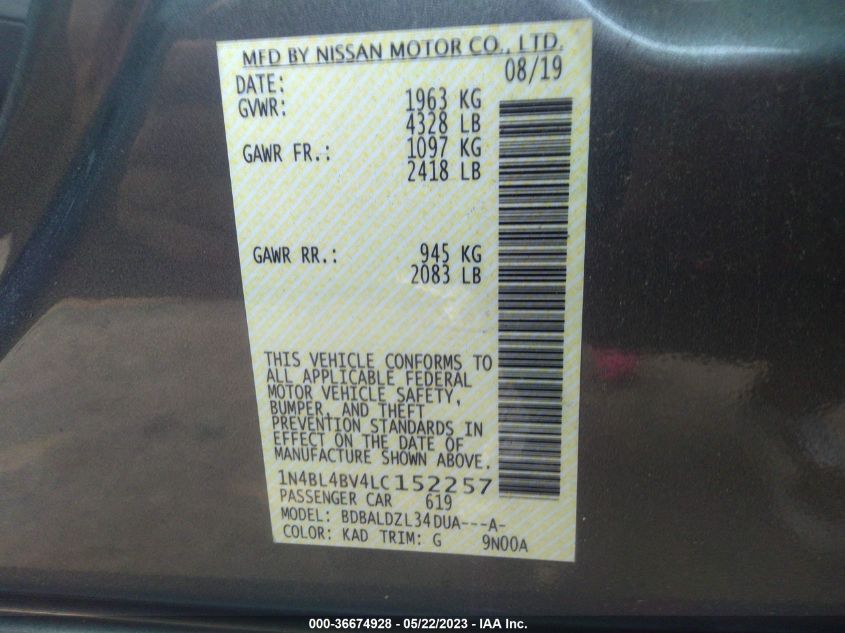 MFD BY NISSAN MOTOR CO., LTD.
DATE: 08/19
GVWR: 1963 KG
4328 LB
GAWR FR.: 1097 KG
2418 LB
GAWR RR.: 945 KG
2083 LB
THIS VEHICLE CONFORMS TO
ALL APPLICABLE FEDERAL
MOTOR VEHICLE SAFETY,
BUMPER, AND THEFT
PREVENTION STANDARDS IN
EFFECT ON THE DATE OF
MANUFACTURE SHOWN ABOVE.
1N4BL4BV4LC152257
PASSENGER CAR 619
MODEL: BDBALDZL34DUA---A-
COLOR: KAD TRIM: G 9N00A
000-36674928 - 05/22/2023 - IAA Inc.